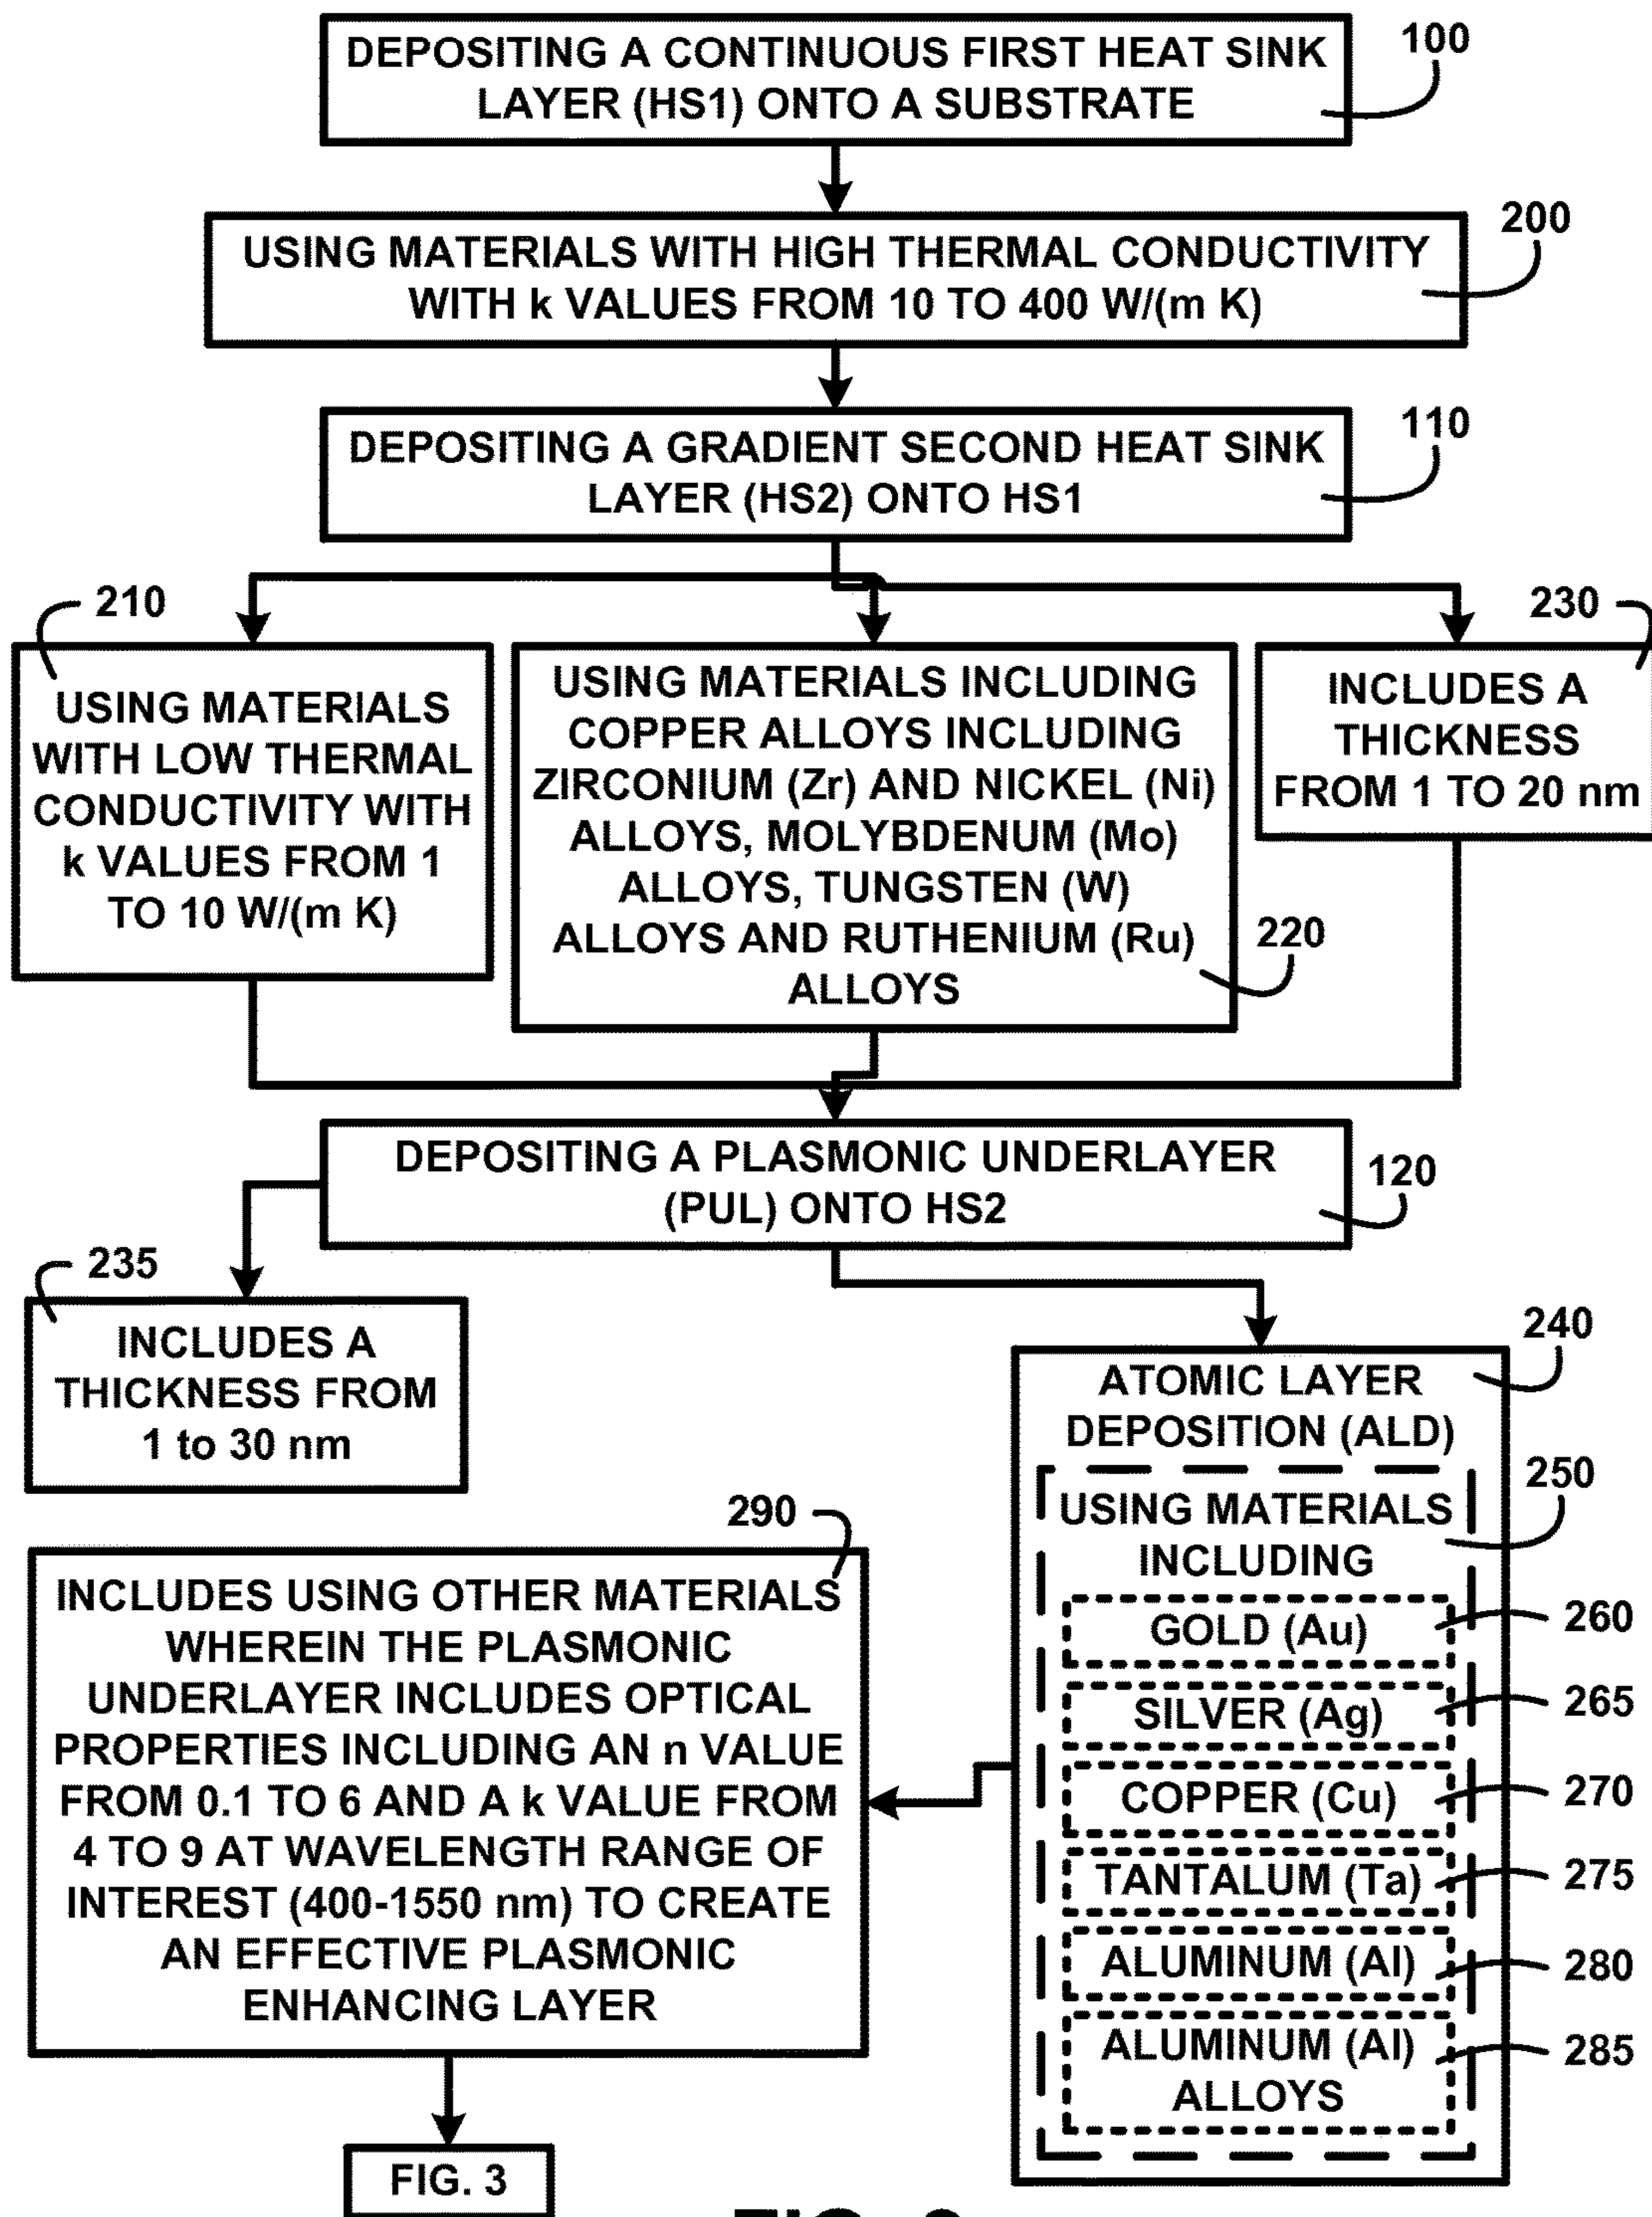 DEPOSITING A CONTINUOUS FIRST HEAT SINK
LAYER (HS1) ONTO A SUBSTRATE
100
USING MATERIALS WITH HIGH THERMAL CONDUCTIVITY
WITH k VALUES FROM 10 TO 400 W/(m K)
200
DEPOSITING A GRADIENT SECOND HEAT SINK
LAYER (HS2) ONTO HS1
110
210
USING MATERIALS
WITH LOW THERMAL
CONDUCTIVITY WITH
k VALUES FROM 1
TO 10 W/(m K)
USING MATERIALS INCLUDING
COPPER ALLOYS INCLUDING
ZIRCONIUM (Zr) AND NICKEL (Ni)
ALLOYS, MOLYBDENUM (Mo)
ALLOYS, TUNGSTEN (W)
ALLOYS AND RUTHENIUM (Ru)
ALLOYS
220
230
INCLUDES A
THICKNESS
FROM 1 TO 20 nm
DEPOSITING A PLASMONIC UNDERLAYER
(PUL) ONTO HS2
120
235
INCLUDES A
THICKNESS FROM
1 to 30 nm
240
ATOMIC LAYER
DEPOSITION (ALD)
250
USING MATERIALS
INCLUDING
GOLD (Au)
260
SILVER (Ag)
265
COPPER (Cu)
270
TANTALUM (Ta)
275
ALUMINUM (Al)
280
ALUMINUM (Al)
ALLOYS
285
290
INCLUDES USING OTHER MATERIALS
WHEREIN THE PLASMONIC
UNDERLAYER INCLUDES OPTICAL
PROPERTIES INCLUDING AN n VALUE
FROM 0.1 TO 6 AND A k VALUE FROM
4 TO 9 AT WAVELENGTH RANGE OF
INTEREST (400-1550 nm) TO CREATE
AN EFFECTIVE PLASMONIC
ENHANCING LAYER
FIG. 3